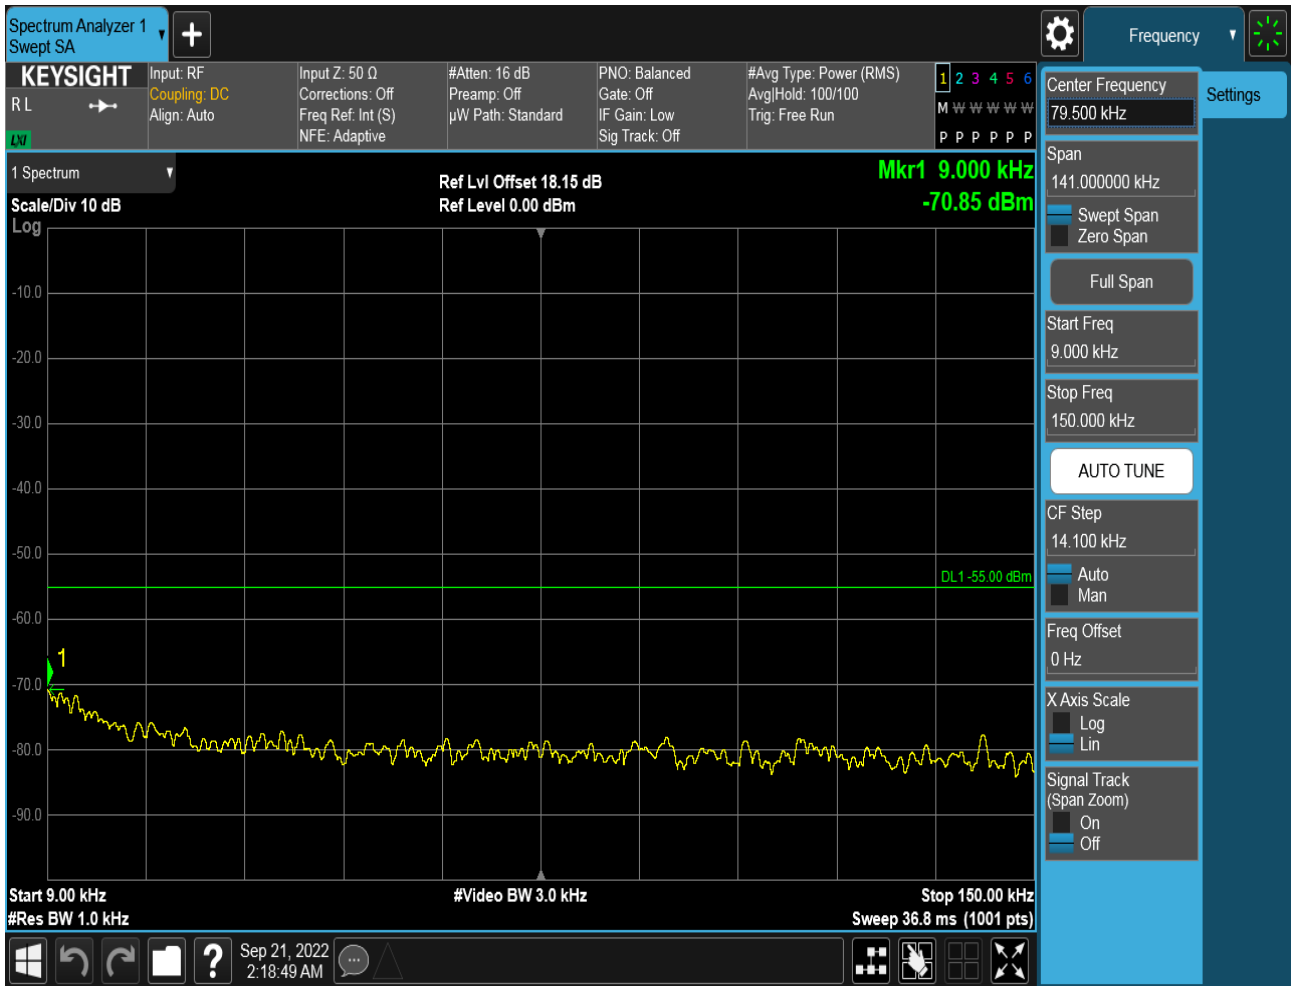 Spectrum Analyzer 1
Swept SA
Frequency
KEYSIGHT
R L
LXI
Input: RF
Coupling: DC
Align: Auto
Input Z: 50 Ω
Corrections: Off
Freq Ref: Int (S)
NFE: Adaptive
#Atten: 16 dB
Preamp: Off
µW Path: Standard
PNO: Balanced
Gate: Off
IF Gain: Low
Sig Track: Off
#Avg Type: Power (RMS)
Avg|Hold: 100/100
Trig: Free Run
1 2 3 4 5 6
M W W W W W
P P P P P P
1 Spectrum
Scale/Div 10 dB
Log
Ref Lvl Offset 18.15 dB
Ref Level 0.00 dBm
Mkr1 9.000 kHz
-70.85 dBm
-10.0
-20.0
-30.0
-40.0
-50.0
DL1 -55.00 dBm
-60.0
1
-70.0
-80.0
-90.0
Start 9.00 kHz
#Video BW 3.0 kHz
Stop 150.00 kHz
#Res BW 1.0 kHz
Sweep 36.8 ms (1001 pts)
?
Sep 21, 2022
2:18:49 AM
Center Frequency
79.500 kHz
Settings
Span
141.000000 kHz
Swept Span
Zero Span
Full Span
Start Freq
9.000 kHz
Stop Freq
150.000 kHz
AUTO TUNE
CF Step
14.100 kHz
Auto
Man
Freq Offset
0 Hz
X Axis Scale
Log
Lin
Signal Track
(Span Zoom)
On
Off